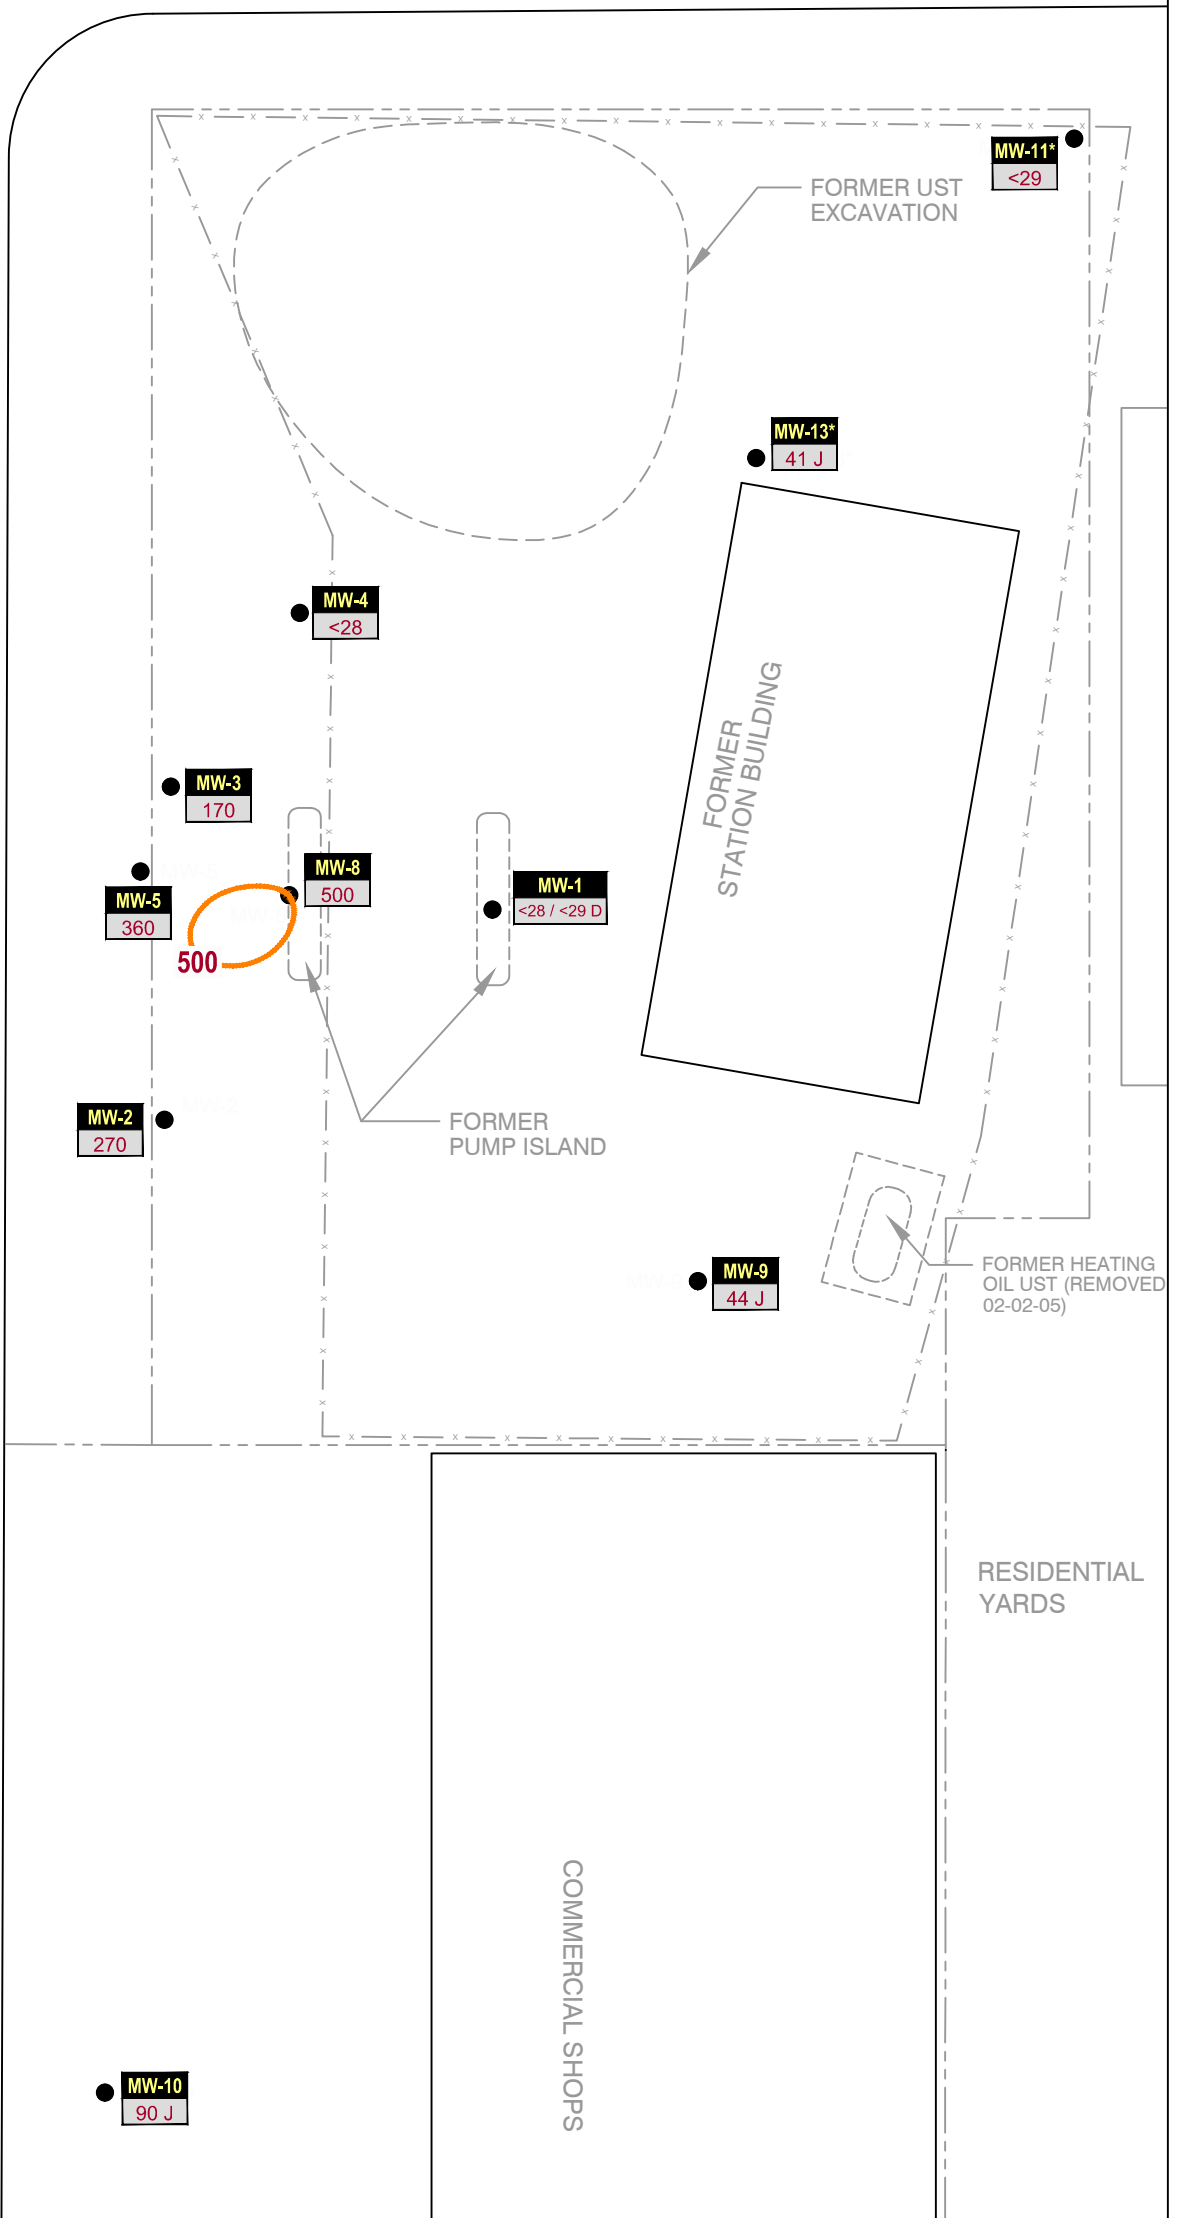 MW-11*
<29
FORMER UST
EXCAVATION
MW-13*
41 J
MW-4
<28
FORMER
STATION BUILDING
MW-3
170
MW-8
500
MW-1
<28 / <29 D
MW-5
360
500
MW-2
270
FORMER
PUMP ISLAND
MW-9
44 J
FORMER HEATING
OIL UST (REMOVED
02-02-05)
RESIDENTIAL
YARDS
COMMERCIAL SHOPS
MW-10
90 J